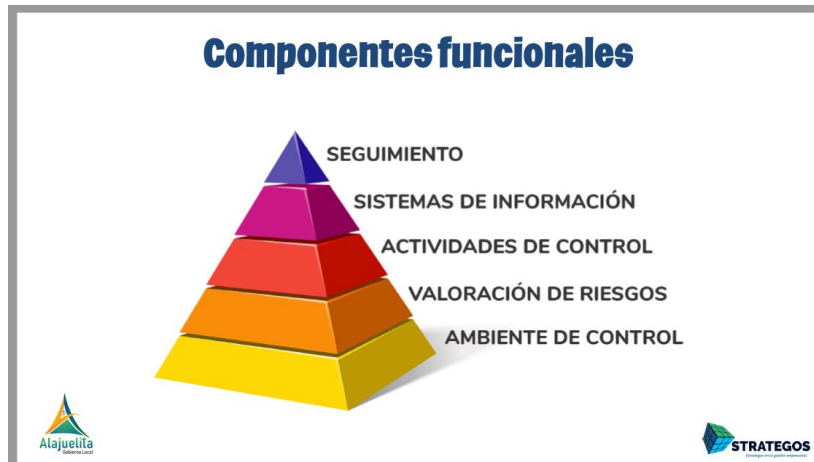 Componentes funcionales
SEGUIMIENTO
SISTEMAS DE INFORMACIÓN
ACTIVIDADES DE CONTROL
VALORACIÓN DE RIESGOS
AMBIENTE DE CONTROL
Alajuelita
Gobierno Local
STRATEGOS